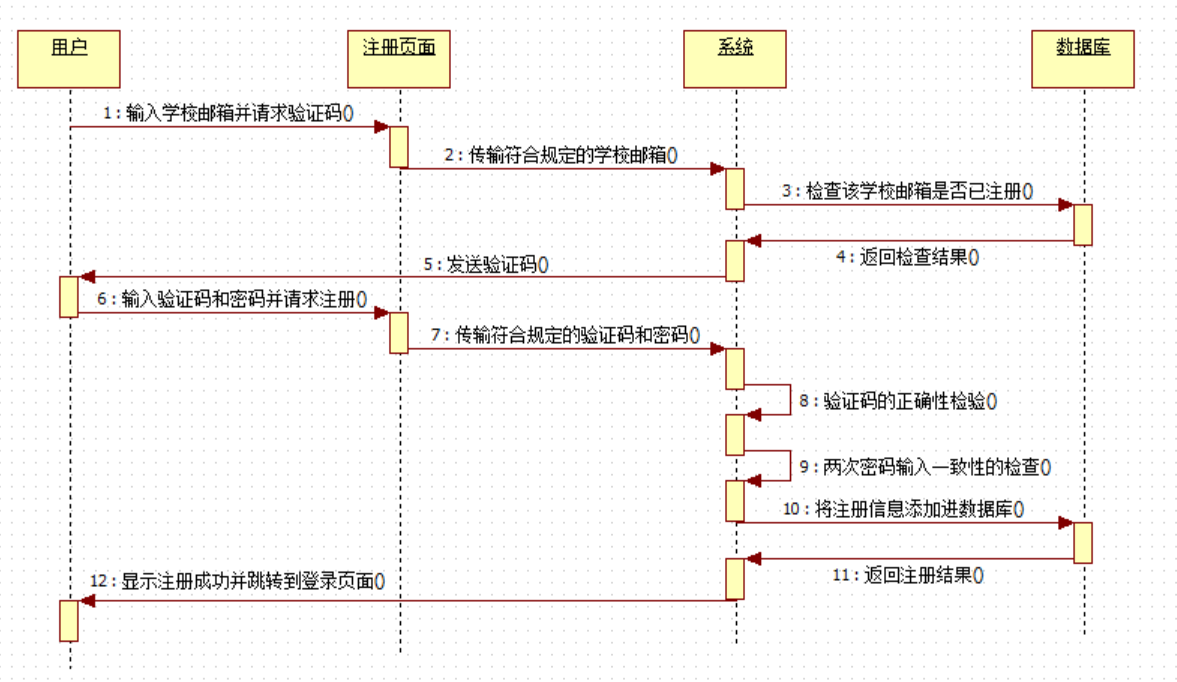 用户
注册页面
系统
数据库
1：输入学校邮箱并请求验证码()
2：传输符合规定的学校邮箱()
3：检查该学校邮箱是否已注册()
4：返回检查结果()
5：发送验证码()
6：输入验证码和密码并请求注册()
7：传输符合规定的验证码和密码()
8：验证码的正确性检验()
9：两次密码输入一致性的检查()
10：将注册信息添加进数据库()
11：返回注册结果()
12：显示注册成功并跳转到登录页面()